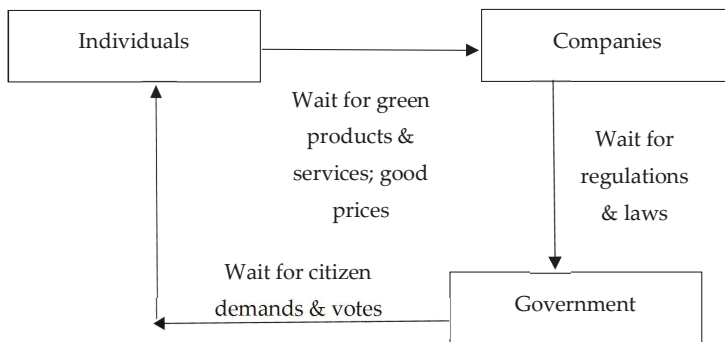 Individuals
Companies
Wait for green
products &
services; good
prices
Wait for
regulations
& laws
Wait for citizen
demands & votes
Government